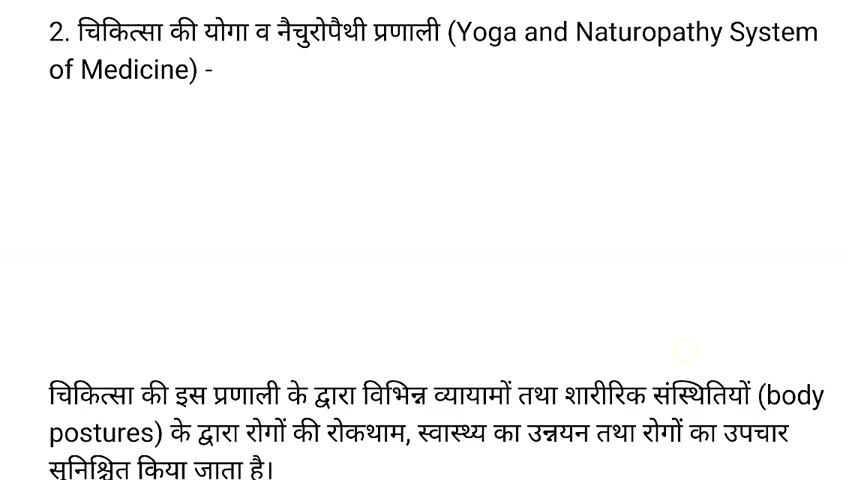 2. चिकित्सा की योगा व नैचुरोपैथी प्रणाली (Yoga and Naturopathy System
of Medicine) -
चिकित्सा की इस प्रणाली के द्वारा विभिन्न व्यायामों तथा शारीरिक संस्थितियों (body
postures) के द्वारा रोगों की रोकथाम, स्वास्थ्य का उन्नयन तथा रोगों का उपचार
सुनिश्चित किया जाता है।